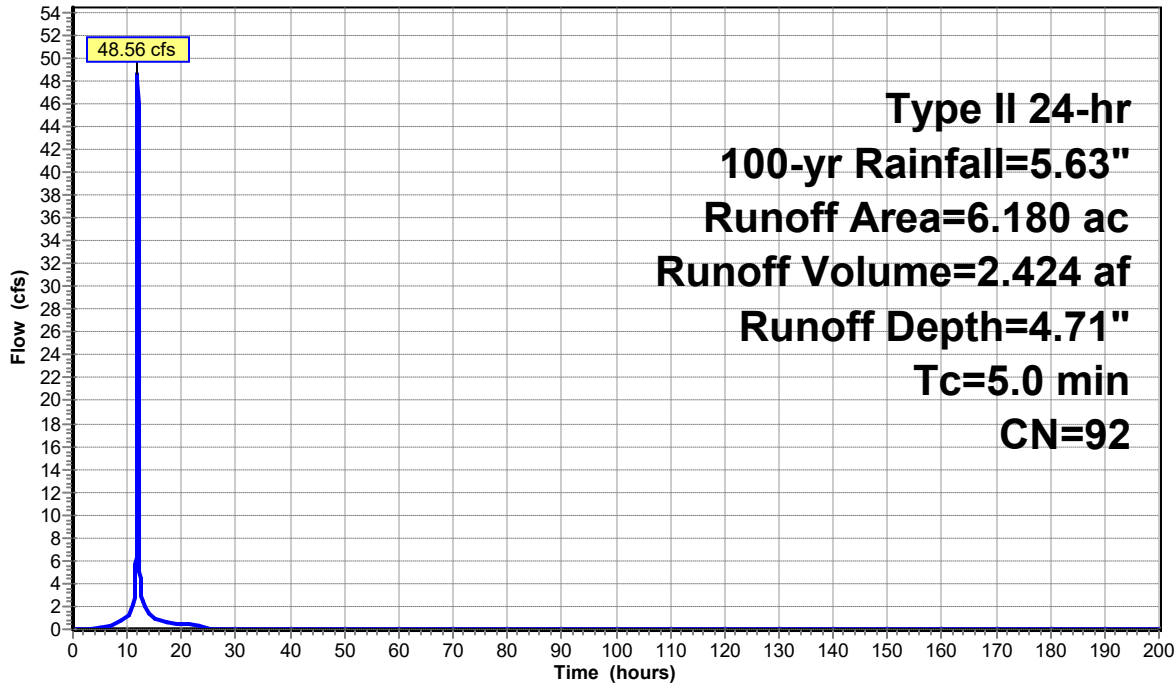 54
52
50
48
46
44
42
40
38
36
34
32
30
28
26
24
22
20
18
16
14
12
10
8
6
4
2
0
Flow (cfs)
48.56 cfs
Type II 24-hr
100-yr Rainfall=5.63"
Runoff Area=6.180 ac
Runoff Volume=2.424 af
Runoff Depth=4.71"
Tc=5.0 min
CN=92
0 10 20 30 40 50 60 70 80 90 100 110 120 130 140 150 160 170 180 190 200
Time (hours)